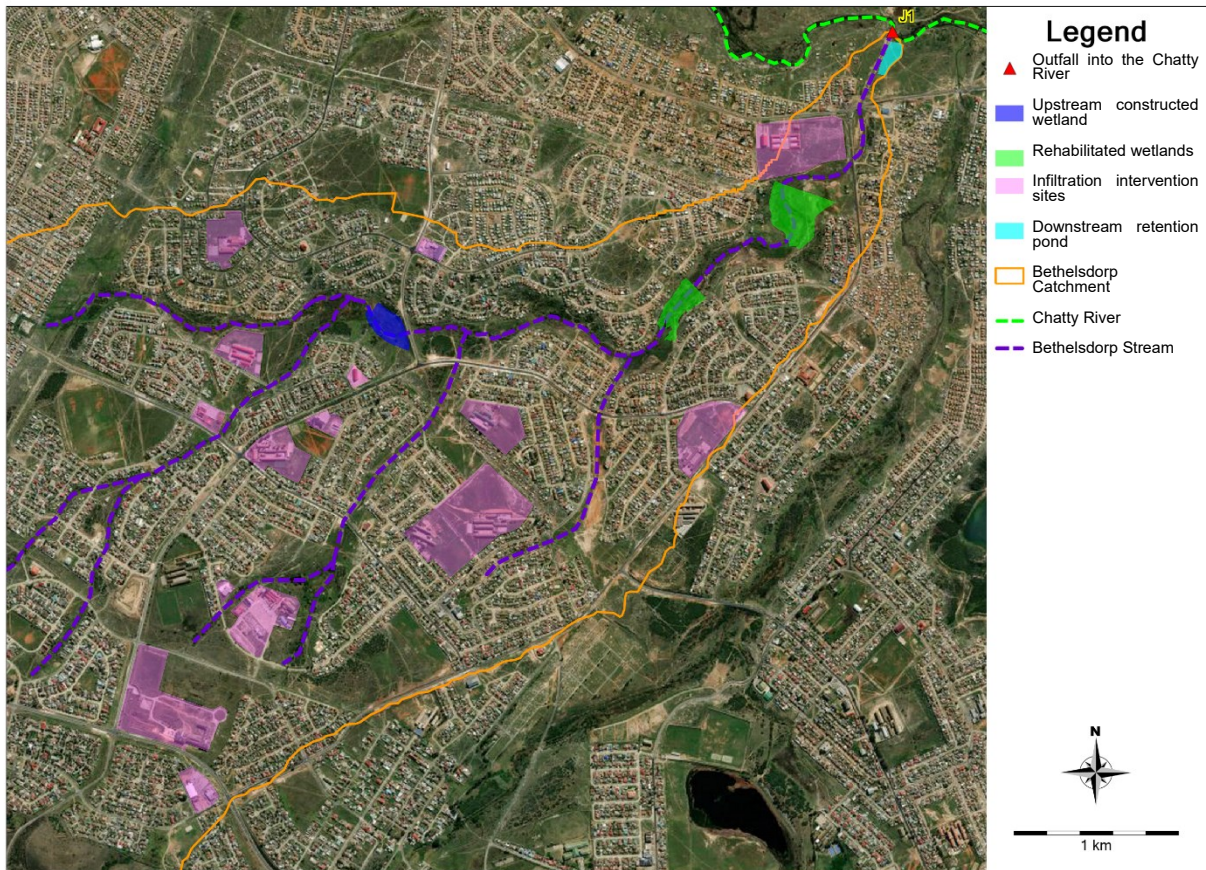 J1
Legend
Outfall into the Chatty
River
Upstream constructed
wetland
Rehabilitated wetlands
Infiltration intervention
sites
Downstream retention
pond
Bethelsdorp
Catchment
Chatty River
Bethelsdorp Stream
N
1 km